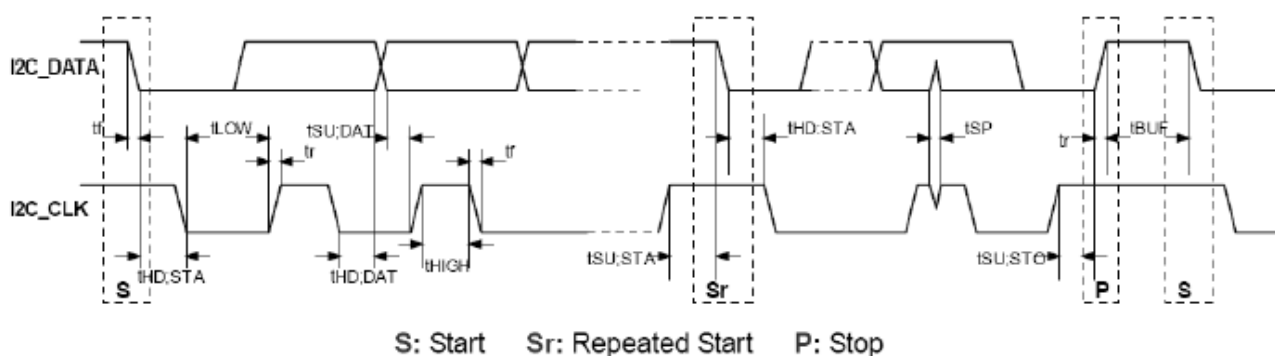 I2C_DATA
tf
tLOW
tSU;DAT
tr
tf
tHD:STA
tSP
tr
tBUF
I2C_CLK
tHD;STA
tHD;DAT
tHIGH
tSU;STA
tSU;STO
S
Sr
P
S
S: Start Sr: Repeated Start P: Stop